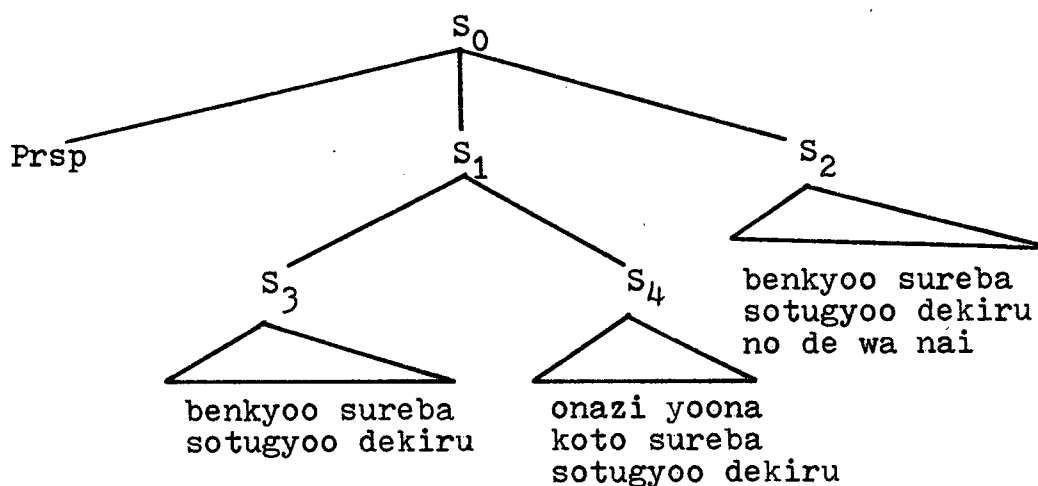 S0
Prsp
S1
S2
S3
S4
benkyoo sureba
sotugyoo dekiru
no de wa nai
benkyoo sureba
sotugyoo dekiru
onazi yoona
koto sureba
sotugyoo dekiru